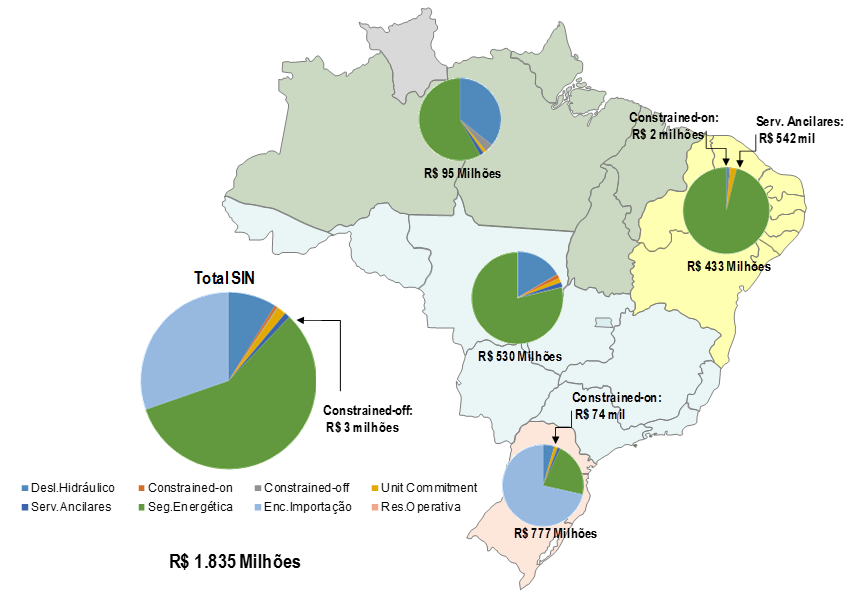 R$ 95 Milhões
Constrained-on:
R$ 2 milhões
Serv. Ancilares:
R$ 542 mil
R$ 433 Milhões
Total SIN
R$ 530 Milhões
Constrained-off:
R$ 3 milhões
Constrained-on:
R$ 74 mil
R$ 777 Milhões
Desl.Hidráulico Constrained-on Constrained-off Unit Commitment
Serv.Ancilares Seg.Energética Enc.Importação Res.Operativa
R$ 1.835 Milhões